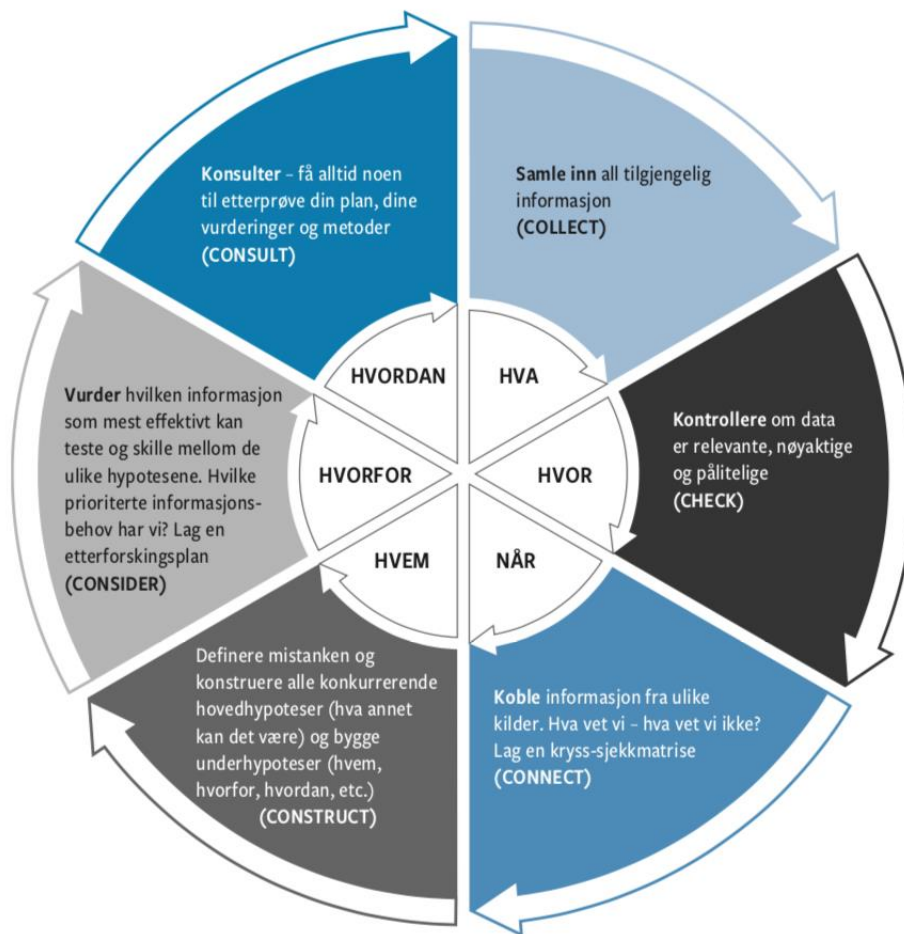 Konsulter – få alltid noen
til etterprøve din plan, dine
vurderinger og metoder
(CONSULT)
Samle inn all tilgjengelig
informasjon
(COLLECT)
Kontrollere om data
er relevante, nøyaktige
og pålitelige
(CHECK)
Koble informasjon fra ulike
kilder. Hva vet vi – hva vet vi ikke?
Lag en kryss-sjekkmatrise
(CONNECT)
Definere mistanken og
konstruere alle konkurrerende
hovedhypoteser (hva annet
kan det være) og bygge
underhypoteser (hvem,
hvorfor, hvordan, etc.)
(CONSTRUCT)
Vurder hvilken informasjon
som mest effektivt kan
teste og skille mellom de
ulike hypotesene. Hvilke
prioriterte informasjons-
behov har vi? Lag en
etterforskingsplan
(CONSIDER)
HVORDAN
HVA
HVOR
NÅR
HVEM
HVORFOR